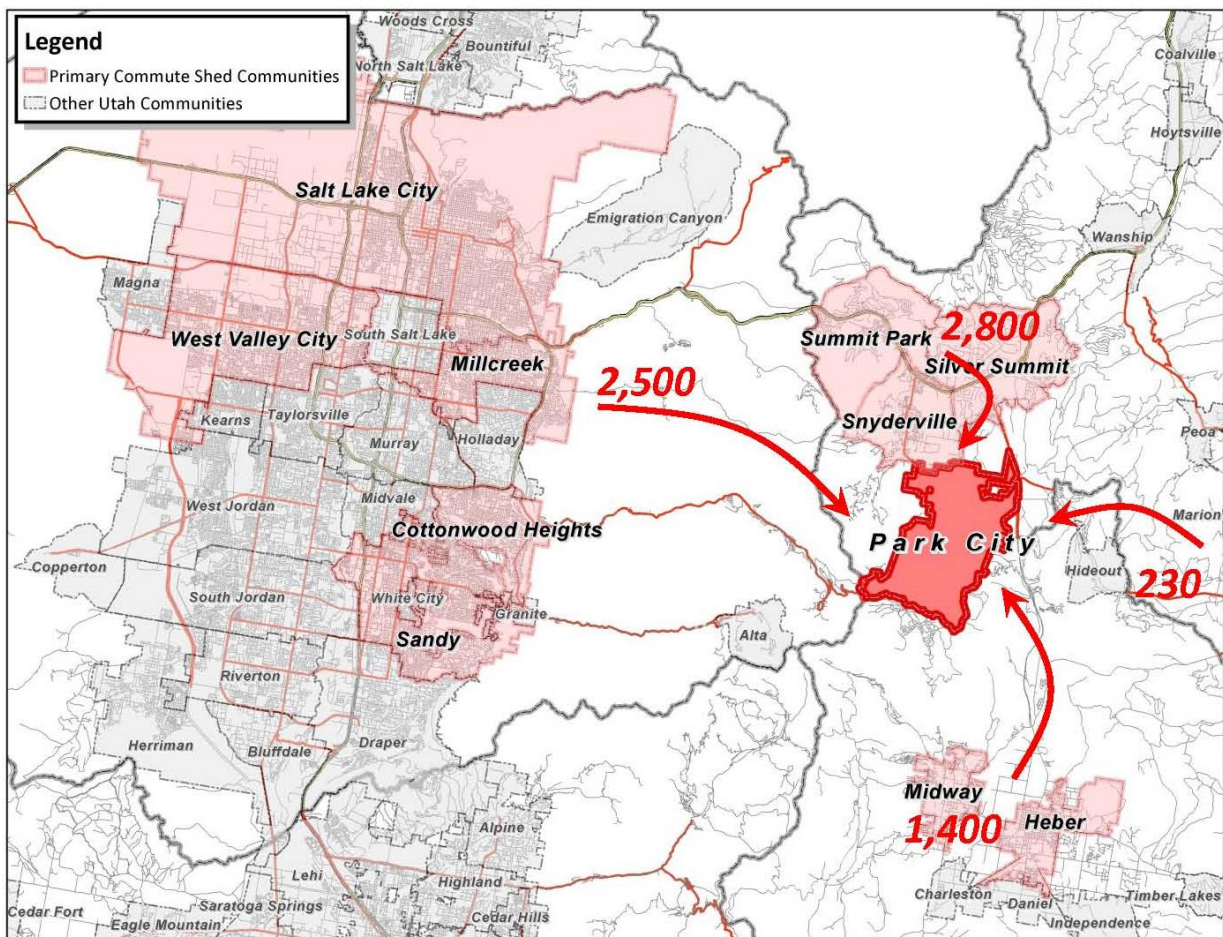 Legend
Primary Commute Shed Communities
Other Utah Communities
Woods Cross
Bountiful
North Salt Lake
Coalville
Hoytsville
Salt Lake City
Emigration Canyon
Wanship
Magna
West Valley City
South Salt Lake
Millcreek
Summit Park
2,800
Silver Summit
2,500
Kearns
Taylorsville
Murray
Holladay
Snyderville
Peoa
West Jordan
Midvale
Cottonwood Heights
Park City
Marion
Copperton
South Jordan
White City
Granite
Hideout
230
Sandy
Alta
Riverton
Herriman
Bluffdale
Draper
Midway
1,400
Heber
Alpine
Lehi
Highland
Charleston
Daniel
Timber Lakes
Independence
Cedar Fort
Saratoga Springs
Eagle Mountain
Cedar Hills